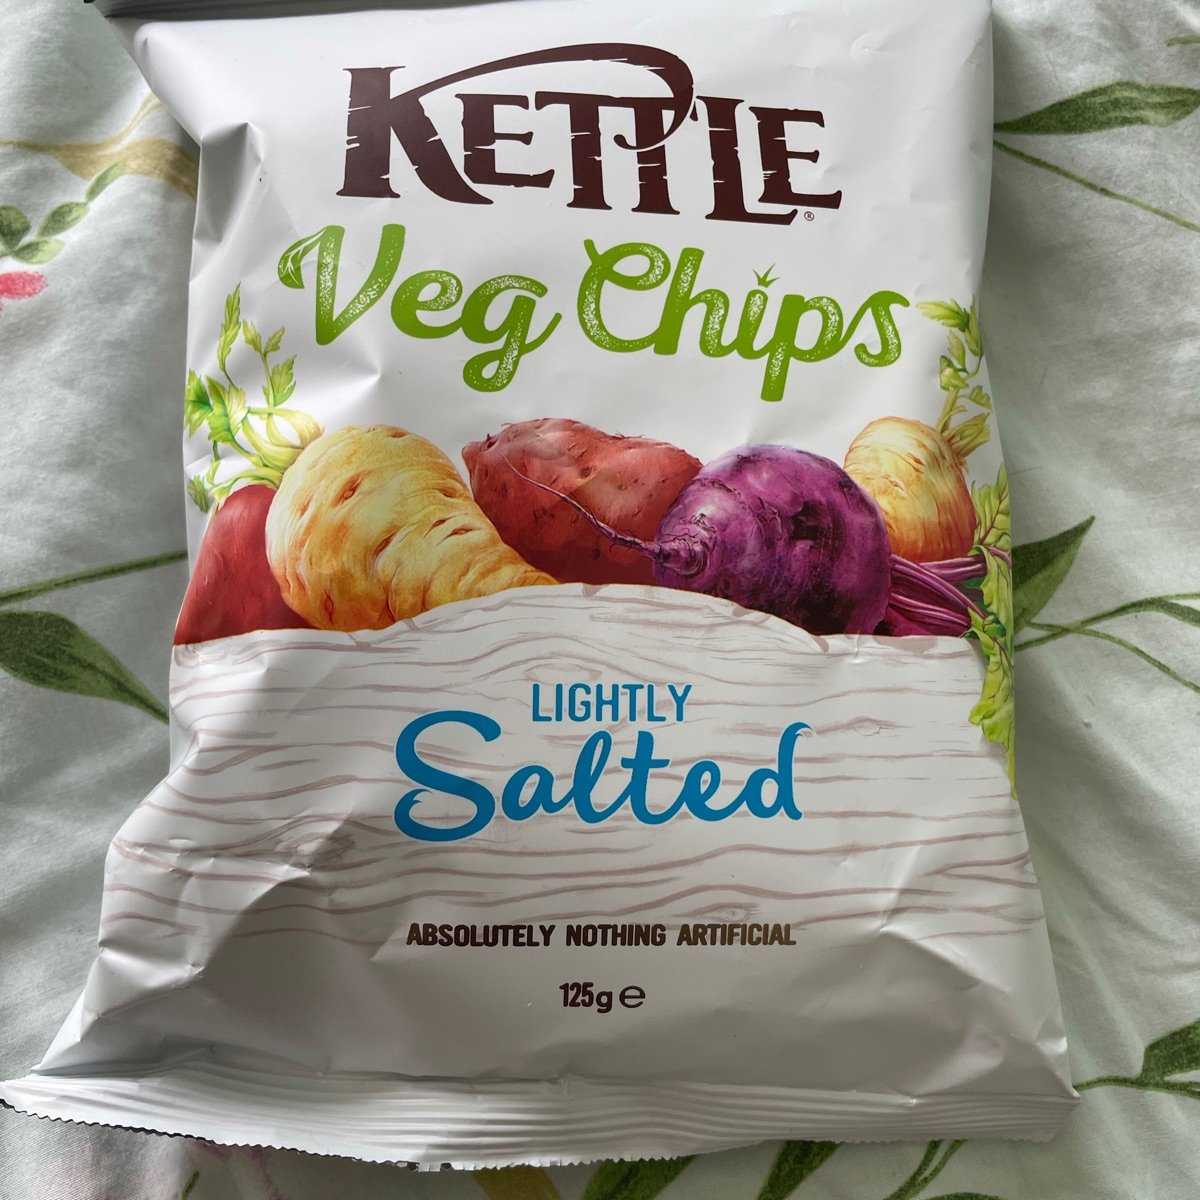 KETTLE®
Veg Chips
LIGHTLY
Salted
ABSOLUTELY NOTHING ARTIFICIAL
125g ℮